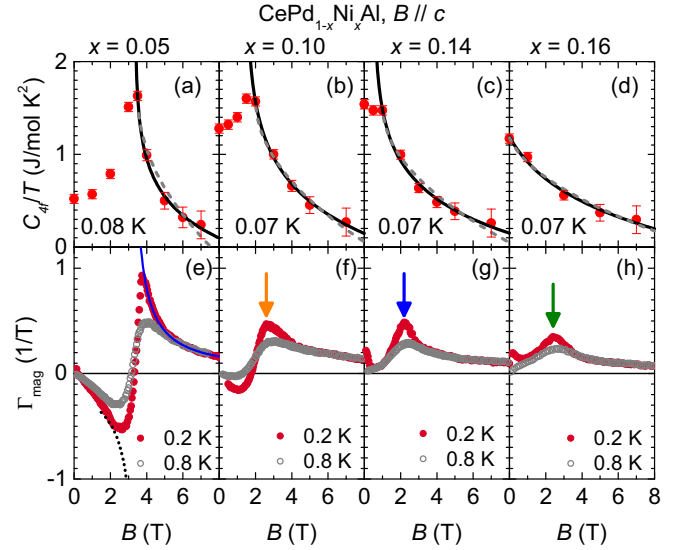 CePd₁₋ₓNiₓAl, B // c
x = 0.05 x = 0.10 x = 0.14 x = 0.16
C₄f/T (J/mol K²)
2
1
0
(a) (b) (c) (d)
0.08 K 0.07 K 0.07 K 0.07 K
Γmag (1/T)
1
0
-1
(e) (f) (g) (h)
0.2 K 0.2 K 0.2 K 0.2 K
0.8 K 0.8 K 0.8 K 0.8 K
0 2 4 6 0 2 4 6 0 2 4 6 0 2 4 6 8
B (T) B (T) B (T) B (T)